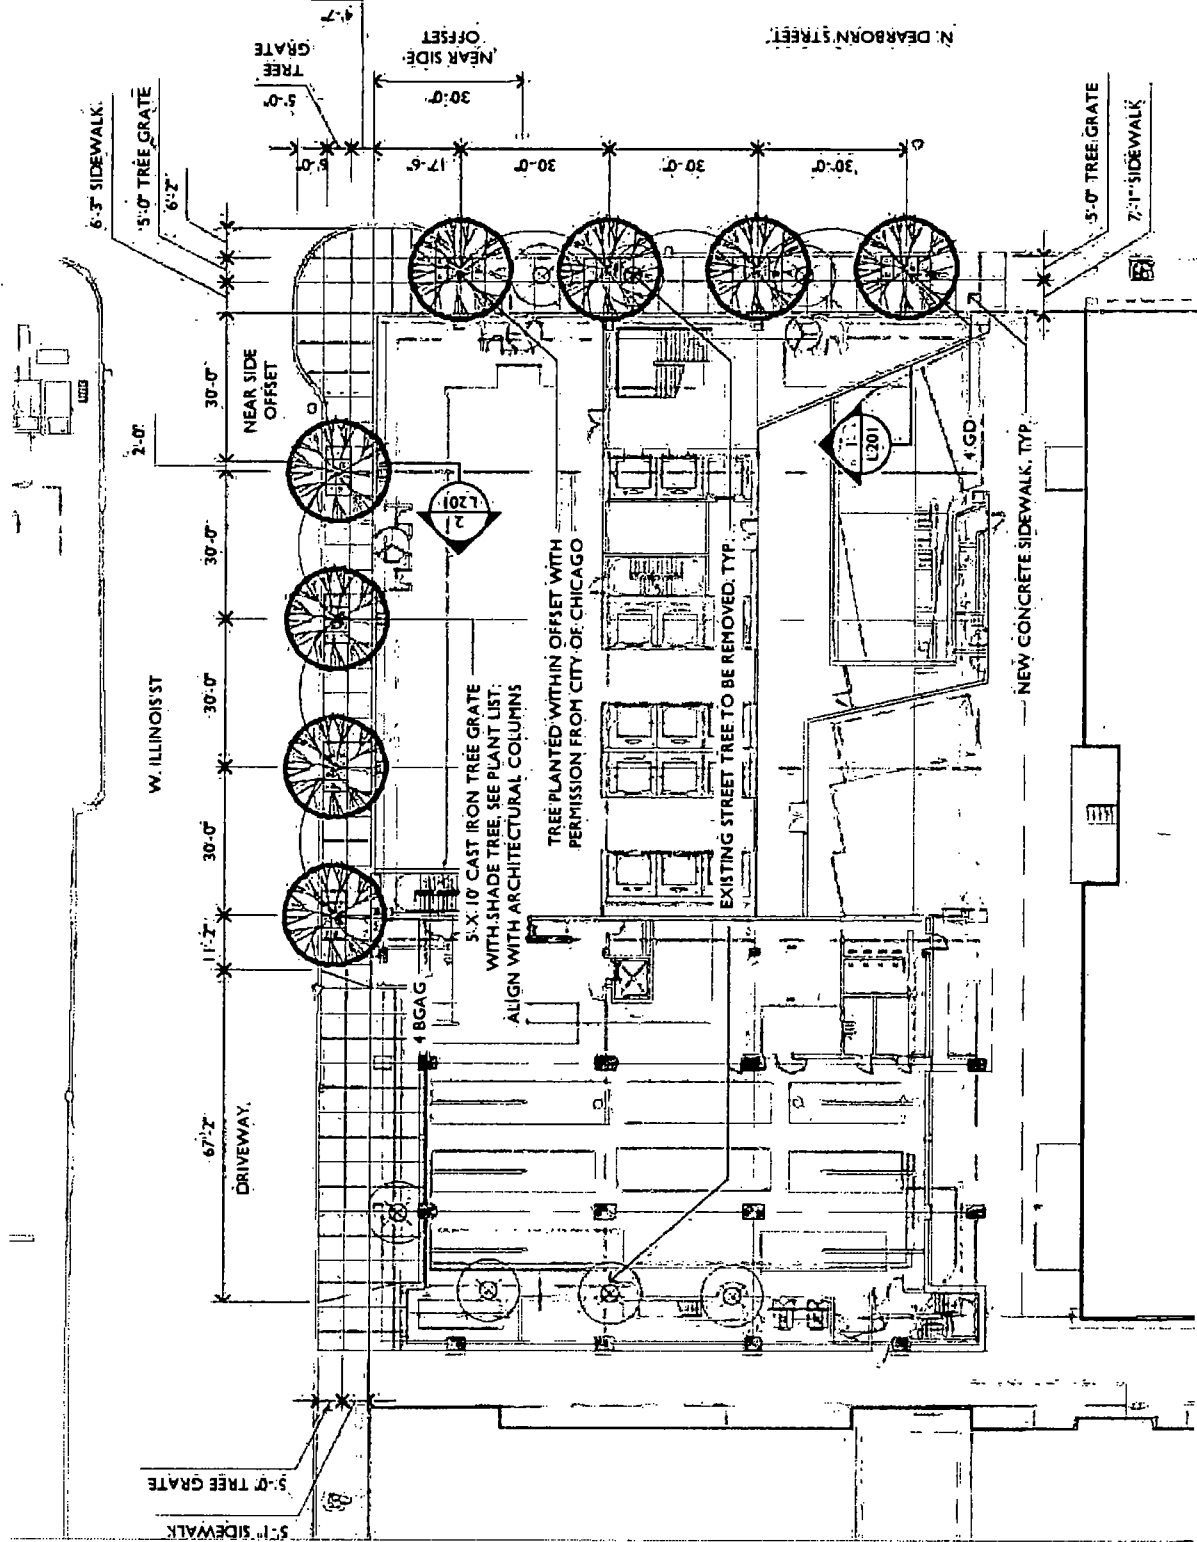 4'-7"
TREE
GRATE
5'-0"
NEAR SIDE
OFFSET
30'-0"
N. DEARBORN STREET
6'-3" SIDEWALK
5'-0" TREE GRATE
6'-2"
6'-0"
17'-6"
30'-0"
30'-0"
30'-0"
5'-0" TREE GRATE
7'-1" SIDEWALK
2'-0"
30'-0"
NEAR SIDE
OFFSET
30'-0"
30'-0"
30'-0"
11'-2"
67'-2"
W. ILLINOIS ST
DRIVEWAY
2
L201
1
L201
4 GD
4 BGAG
5' X 10' CAST IRON TREE GRATE
WITH SHADE TREE, SEE PLANT LIST
ALIGN WITH ARCHITECTURAL COLUMNS
TREE PLANTED WITHIN OFFSET WITH
PERMISSION FROM CITY OF CHICAGO
EXISTING STREET TREE TO BE REMOVED, TYP.
NEW CONCRETE SIDEWALK, TYP.
5'-0" TREE GRATE
5'-1" SIDEWALK